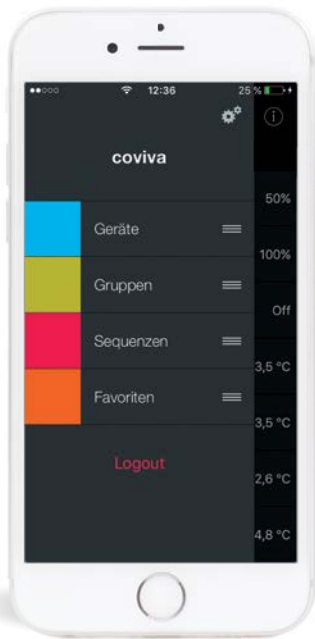 12:36 25 %
coviva
50%
Geräte
100%
Gruppen
Off
Sequenzen
3,5 °C
Favoriten
3,5 °C
Logout
2,6 °C
4,8 °C